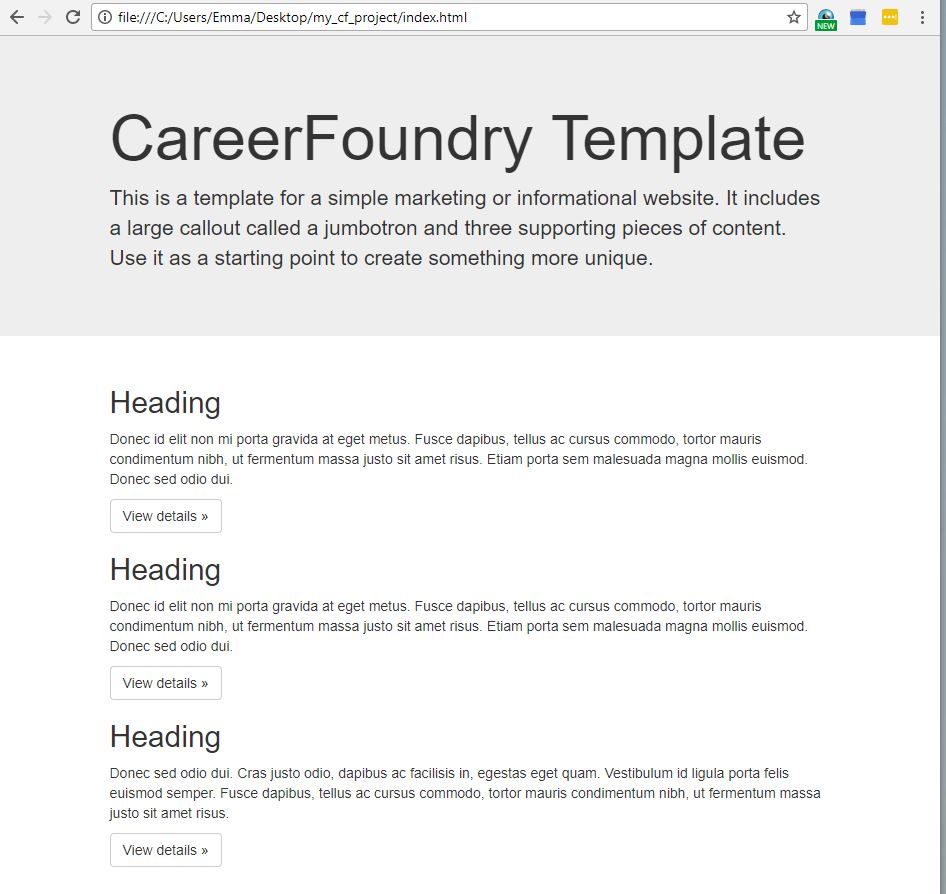 file:///C:/Users/Emma/Desktop/my_cf_project/index.html
NEW
CareerFoundry Template
This is a template for a simple marketing or informational website. It includes
a large callout called a jumbotron and three supporting pieces of content.
Use it as a starting point to create something more unique.
Heading
Donec id elit non mi porta gravida at eget metus. Fusce dapibus, tellus ac cursus commodo, tortor mauris
condimentum nibh, ut fermentum massa justo sit amet risus. Etiam porta sem malesuada magna mollis euismod.
Donec sed odio dui.
View details »
Heading
Donec id elit non mi porta gravida at eget metus. Fusce dapibus, tellus ac cursus commodo, tortor mauris
condimentum nibh, ut fermentum massa justo sit amet risus. Etiam porta sem malesuada magna mollis euismod.
Donec sed odio dui.
View details »
Heading
Donec sed odio dui. Cras justo odio, dapibus ac facilisis in, egestas eget quam. Vestibulum id ligula porta felis
euismod semper. Fusce dapibus, tellus ac cursus commodo, tortor mauris condimentum nibh, ut fermentum massa
justo sit amet risus.
View details »